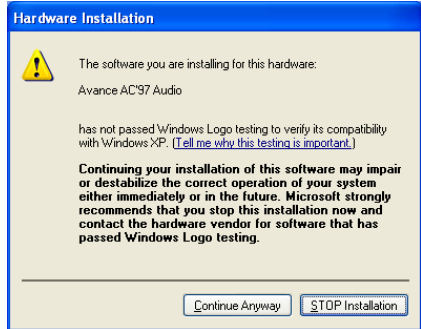 Hardware Installation
The software you are installing for this hardware:
Avance AC'97 Audio
has not passed Windows Logo testing to verify its compatibility
with Windows XP. (Tell me why this testing is important.)
Continuing your installation of this software may impair
or destabilize the correct operation of your system
either immediately or in the future. Microsoft strongly
recommends that you stop this installation now and
contact the hardware vendor for software that has
passed Windows Logo testing.
Continue Anyway
STOP Installation